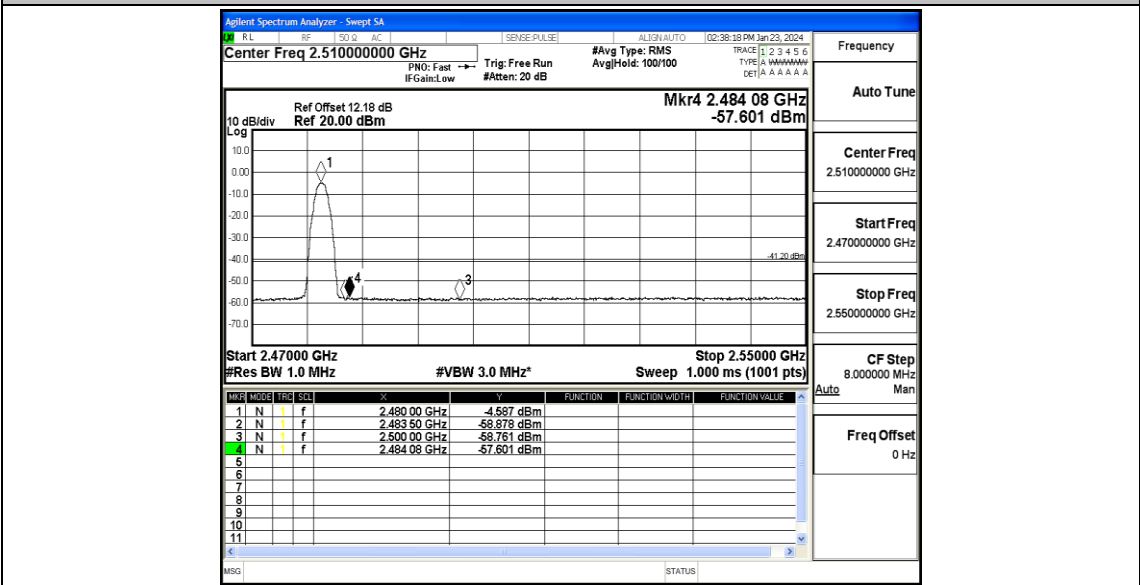 Agilent Spectrum Analyzer - Swept SA
RL RF 50 Ω AC SENSE:PULSE ALIGNAUTO 02:38:18 PM Jan 23, 2024
Center Freq 2.510000000 GHz
PNO: Fast
IFGain:Low
Trig: Free Run
#Atten: 20 dB
#Avg Type: RMS
Avg|Hold: 100/100
TRACE 1 2 3 4 5 6
TYPE A WWWWW
DET A A A A A A
Ref Offset 12.18 dB
10 dB/div Ref 20.00 dBm
Log
Mkr4 2.484 08 GHz
-57.601 dBm
10.0
0.00
-10.0
-20.0
-30.0
-40.0
-50.0
-60.0
-70.0
1
4
3
-41.20 dBm
Start 2.47000 GHz Stop 2.55000 GHz
#Res BW 1.0 MHz #VBW 3.0 MHz* Sweep 1.000 ms (1001 pts)
MKR MODE TRC SCL X Y FUNCTION FUNCTION WIDTH FUNCTION VALUE
1 N 1 f 2.480 00 GHz -4.587 dBm
2 N 1 f 2.483 50 GHz -58.878 dBm
3 N 1 f 2.500 00 GHz -58.761 dBm
4 N 1 f 2.484 08 GHz -57.601 dBm
5
6
7
8
9
10
11
MSG STATUS
Frequency
Auto Tune
Center Freq
2.510000000 GHz
Start Freq
2.470000000 GHz
Stop Freq
2.550000000 GHz
CF Step
8.000000 MHz
Auto Man
Freq Offset
0 Hz